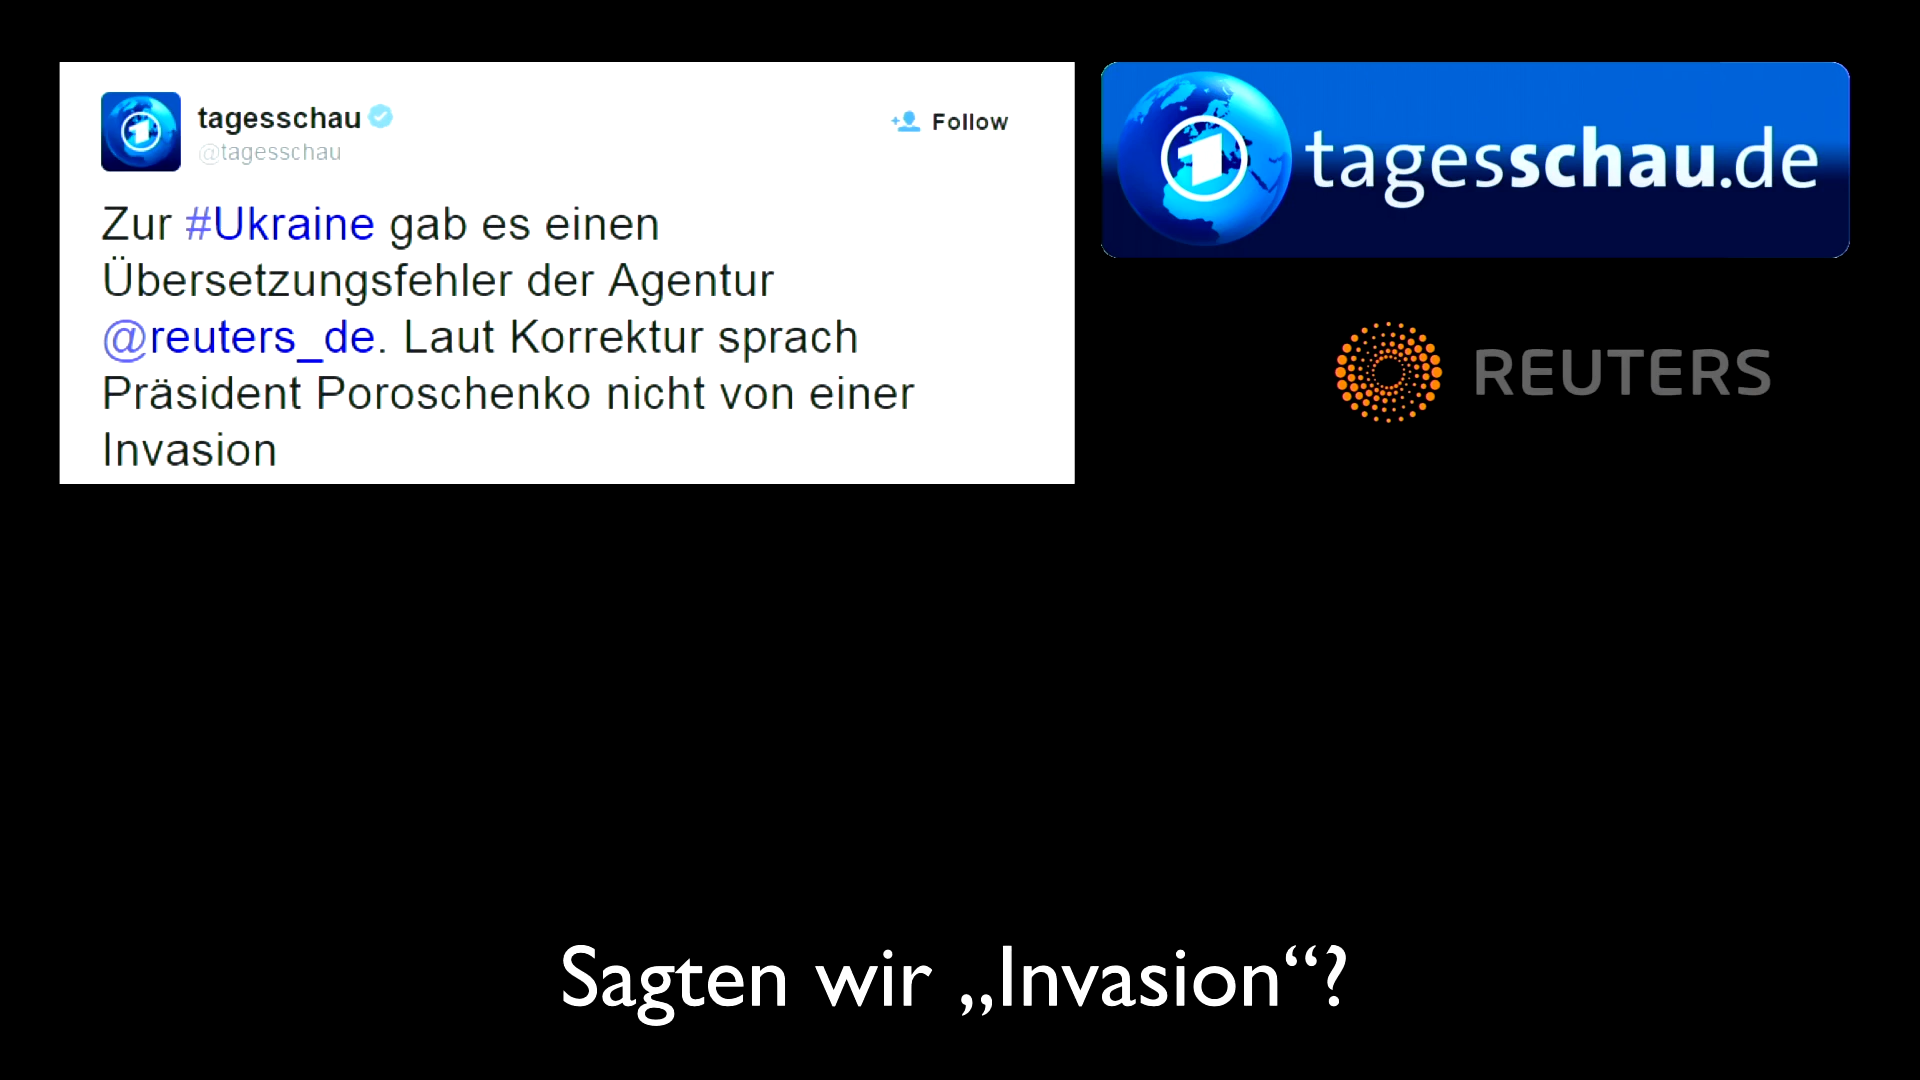 tagesschau
@tagesschau
Follow
Zur #Ukraine gab es einen
Übersetzungsfehler der Agentur
@reuters_de. Laut Korrektur sprach
Präsident Poroschenko nicht von einer
Invasion
1 tagesschau.de
REUTERS
Sagten wir „Invasion“?